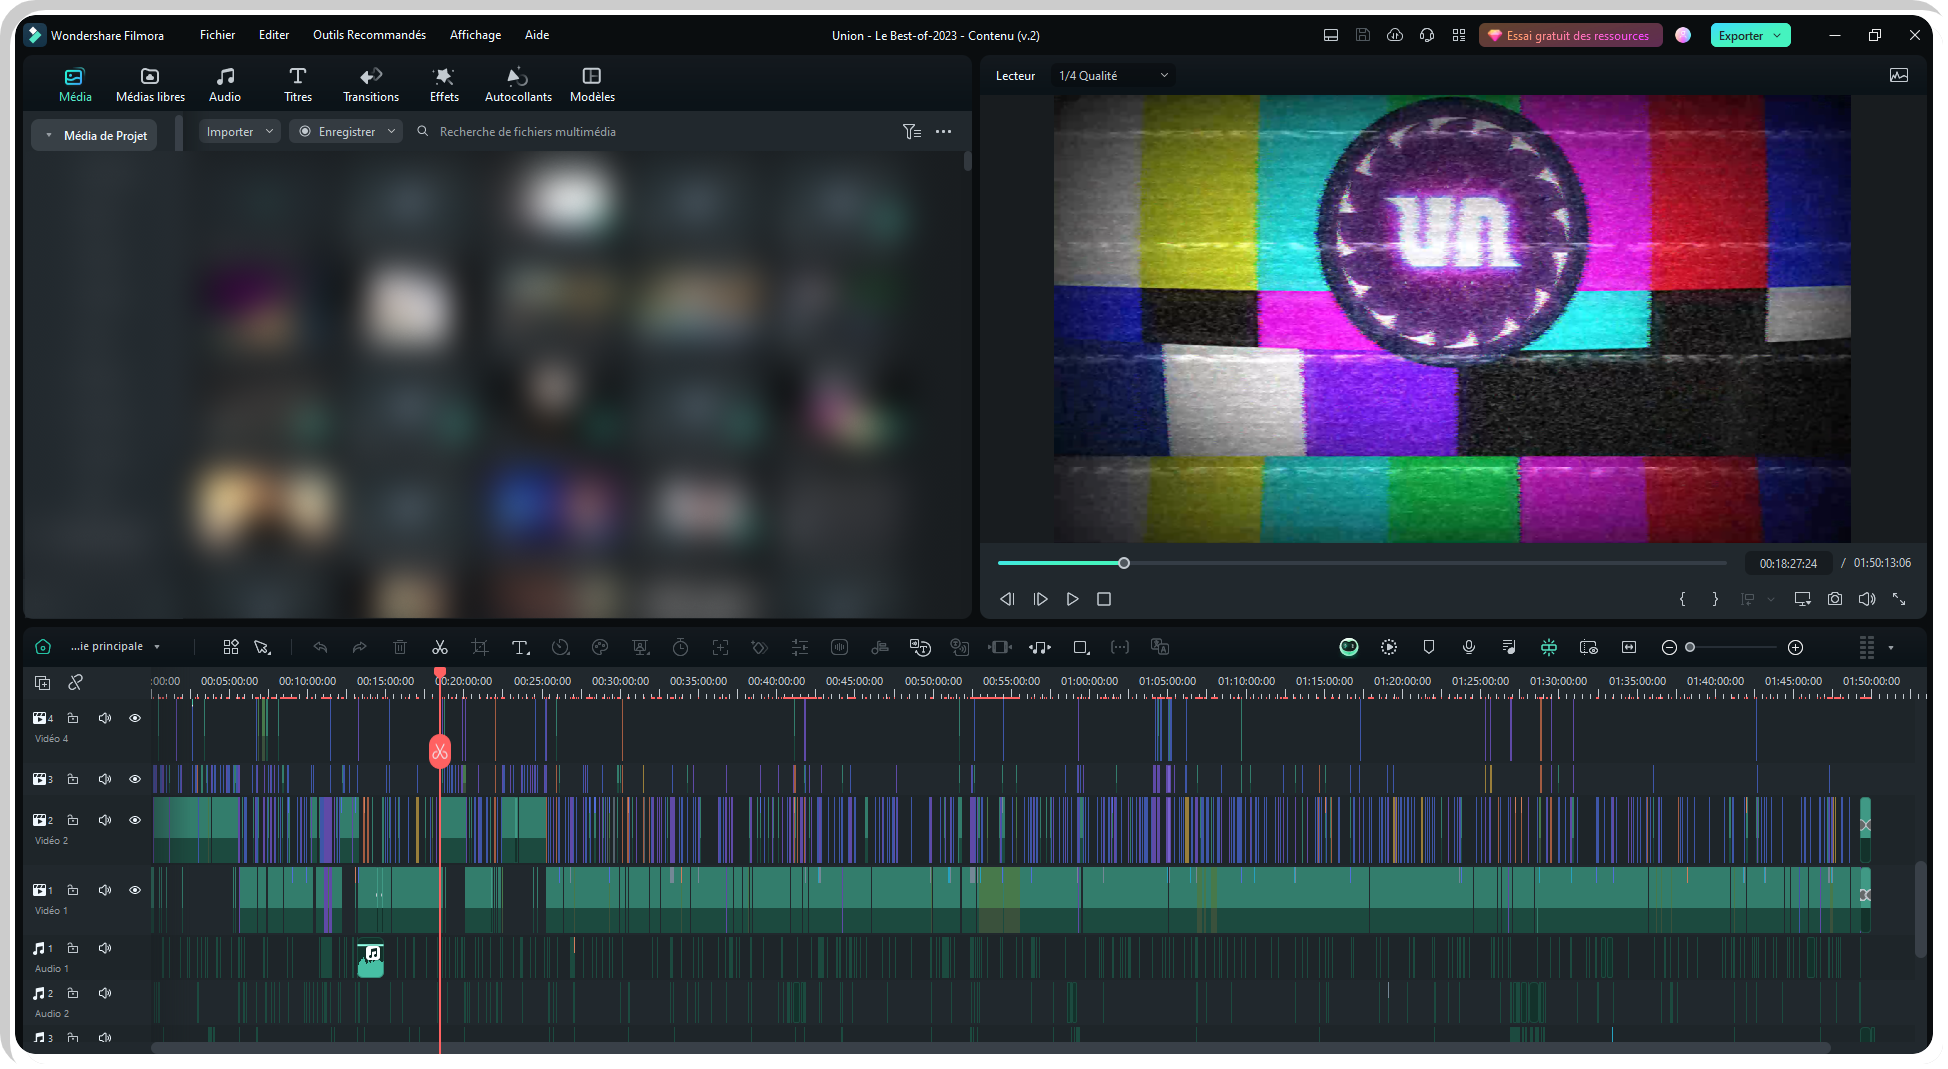 Wondershare Filmora
Fichier
Editer
Outils Recommandés
Affichage
Aide
Union - Le Best-of-2023 - Contenu (v.2)
Essai gratuit des ressources
Exporter
Média
Médias libres
Audio
Titres
Transitions
Effets
Autocollants
Modèles
Lecteur
1/4 Qualité
Média de Projet
Importer
Enregistrer
Recherche de fichiers multimédia
UN
00:18:27:24 / 01:50:13:06
...ie principale
:00:00 00:05:00:00 00:10:00:00 00:15:00:00 00:20:00:00 00:25:00:00 00:30:00:00 00:35:00:00 00:40:00:00 00:45:00:00 00:50:00:00 00:55:00:00 01:00:00:00 01:05:00:00 01:10:00:00 01:15:00:00 01:20:00:00 01:25:00:00 01:30:00:00 01:35:00:00 01:40:00:00 01:45:00:00 01:50:00:00
4
Vidéo 4
3
2
Vidéo 2
1
Vidéo 1
1
Audio 1
2
Audio 2
3